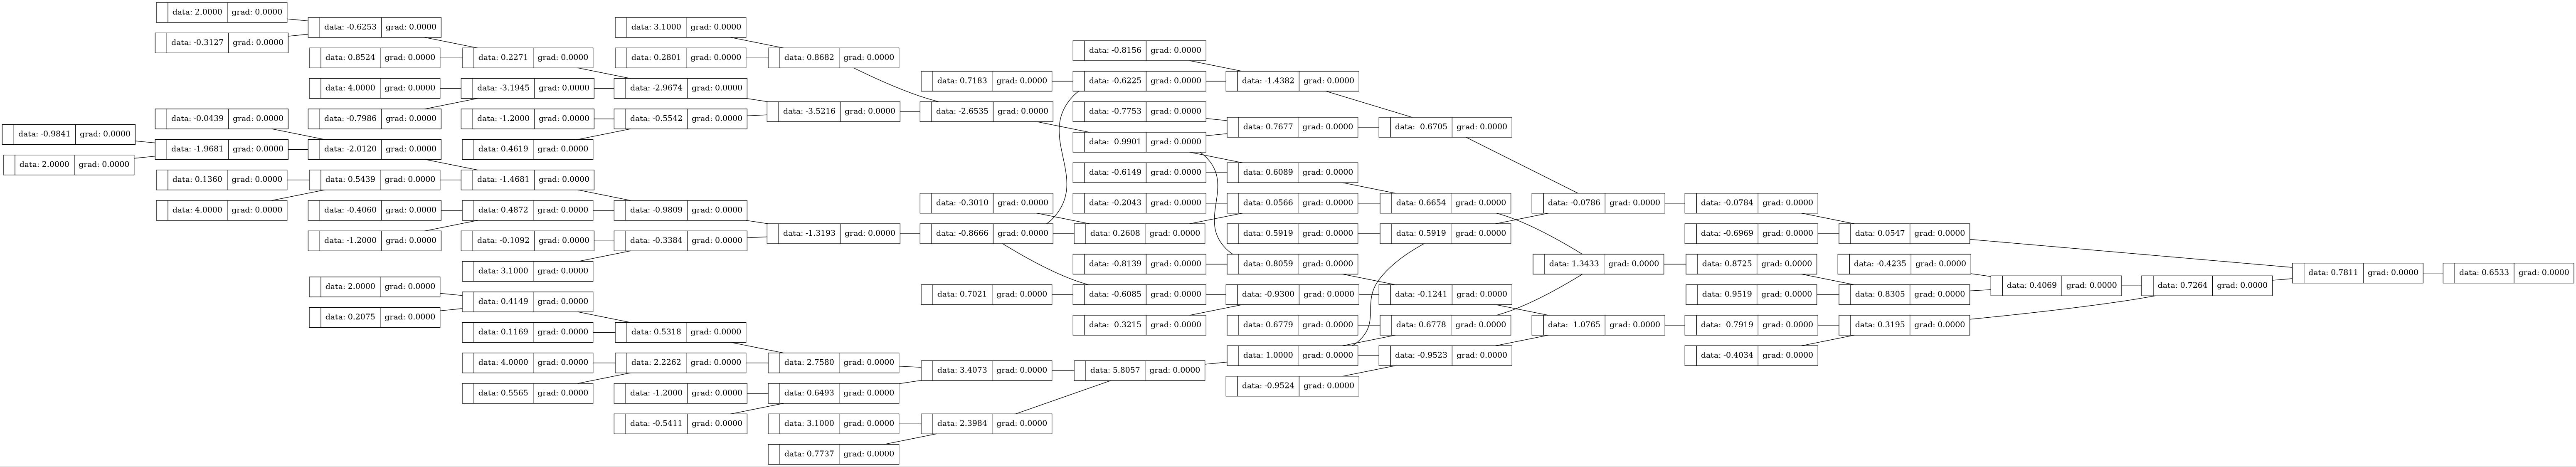 data: 2.0000 grad: 0.0000
data: -0.6253 grad: 0.0000
data: -0.3127 grad: 0.0000
data: 0.8524 grad: 0.0000
data: 0.2271 grad: 0.0000
data: 4.0000 grad: 0.0000
data: -3.1945 grad: 0.0000
data: -0.7986 grad: 0.0000
data: 3.1000 grad: 0.0000
data: 0.2801 grad: 0.0000
data: 0.8682 grad: 0.0000
data: -2.9674 grad: 0.0000
data: -1.2000 grad: 0.0000
data: -0.5542 grad: 0.0000
data: 0.4619 grad: 0.0000
data: -3.5216 grad: 0.0000
data: -2.6535 grad: 0.0000
data: -0.9841 grad: 0.0000
data: 2.0000 grad: 0.0000
data: -0.0439 grad: 0.0000
data: -1.9681 grad: 0.0000
data: -2.0120 grad: 0.0000
data: 0.1360 grad: 0.0000
data: 4.0000 grad: 0.0000
data: 0.5439 grad: 0.0000
data: -1.4681 grad: 0.0000
data: -0.4060 grad: 0.0000
data: -1.2000 grad: 0.0000
data: 0.4872 grad: 0.0000
data: -0.9809 grad: 0.0000
data: -0.1092 grad: 0.0000
data: 3.1000 grad: 0.0000
data: -0.3384 grad: 0.0000
data: -1.3193 grad: 0.0000
data: 2.0000 grad: 0.0000
data: 0.2075 grad: 0.0000
data: 0.4149 grad: 0.0000
data: 0.1169 grad: 0.0000
data: 0.5318 grad: 0.0000
data: 4.0000 grad: 0.0000
data: 0.5565 grad: 0.0000
data: 2.2262 grad: 0.0000
data: 2.7580 grad: 0.0000
data: -1.2000 grad: 0.0000
data: -0.5411 grad: 0.0000
data: 0.6493 grad: 0.0000
data: 3.4073 grad: 0.0000
data: 3.1000 grad: 0.0000
data: 0.7737 grad: 0.0000
data: 2.3984 grad: 0.0000
data: 5.8057 grad: 0.0000
data: 0.7183 grad: 0.0000
data: -0.3010 grad: 0.0000
data: -0.8666 grad: 0.0000
data: 0.7021 grad: 0.0000
data: -0.8156 grad: 0.0000
data: -0.6225 grad: 0.0000
data: -0.7753 grad: 0.0000
data: -0.9901 grad: 0.0000
data: -0.6149 grad: 0.0000
data: -0.2043 grad: 0.0000
data: 0.2608 grad: 0.0000
data: -0.8139 grad: 0.0000
data: -0.6085 grad: 0.0000
data: -0.3215 grad: 0.0000
data: -1.4382 grad: 0.0000
data: 0.7677 grad: 0.0000
data: 0.6089 grad: 0.0000
data: 0.0566 grad: 0.0000
data: 0.5919 grad: 0.0000
data: 0.8059 grad: 0.0000
data: -0.9300 grad: 0.0000
data: 0.6779 grad: 0.0000
data: 1.0000 grad: 0.0000
data: -0.9524 grad: 0.0000
data: -0.6705 grad: 0.0000
data: 0.6654 grad: 0.0000
data: 0.5919 grad: 0.0000
data: -0.1241 grad: 0.0000
data: 0.6778 grad: 0.0000
data: -0.9523 grad: 0.0000
data: -0.0786 grad: 0.0000
data: 1.3433 grad: 0.0000
data: -1.0765 grad: 0.0000
data: -0.0784 grad: 0.0000
data: -0.6969 grad: 0.0000
data: 0.8725 grad: 0.0000
data: 0.9519 grad: 0.0000
data: -0.7919 grad: 0.0000
data: -0.4034 grad: 0.0000
data: 0.0547 grad: 0.0000
data: -0.4235 grad: 0.0000
data: 0.8305 grad: 0.0000
data: 0.3195 grad: 0.0000
data: 0.4069 grad: 0.0000
data: 0.7264 grad: 0.0000
data: 0.7811 grad: 0.0000
data: 0.6533 grad: 0.0000